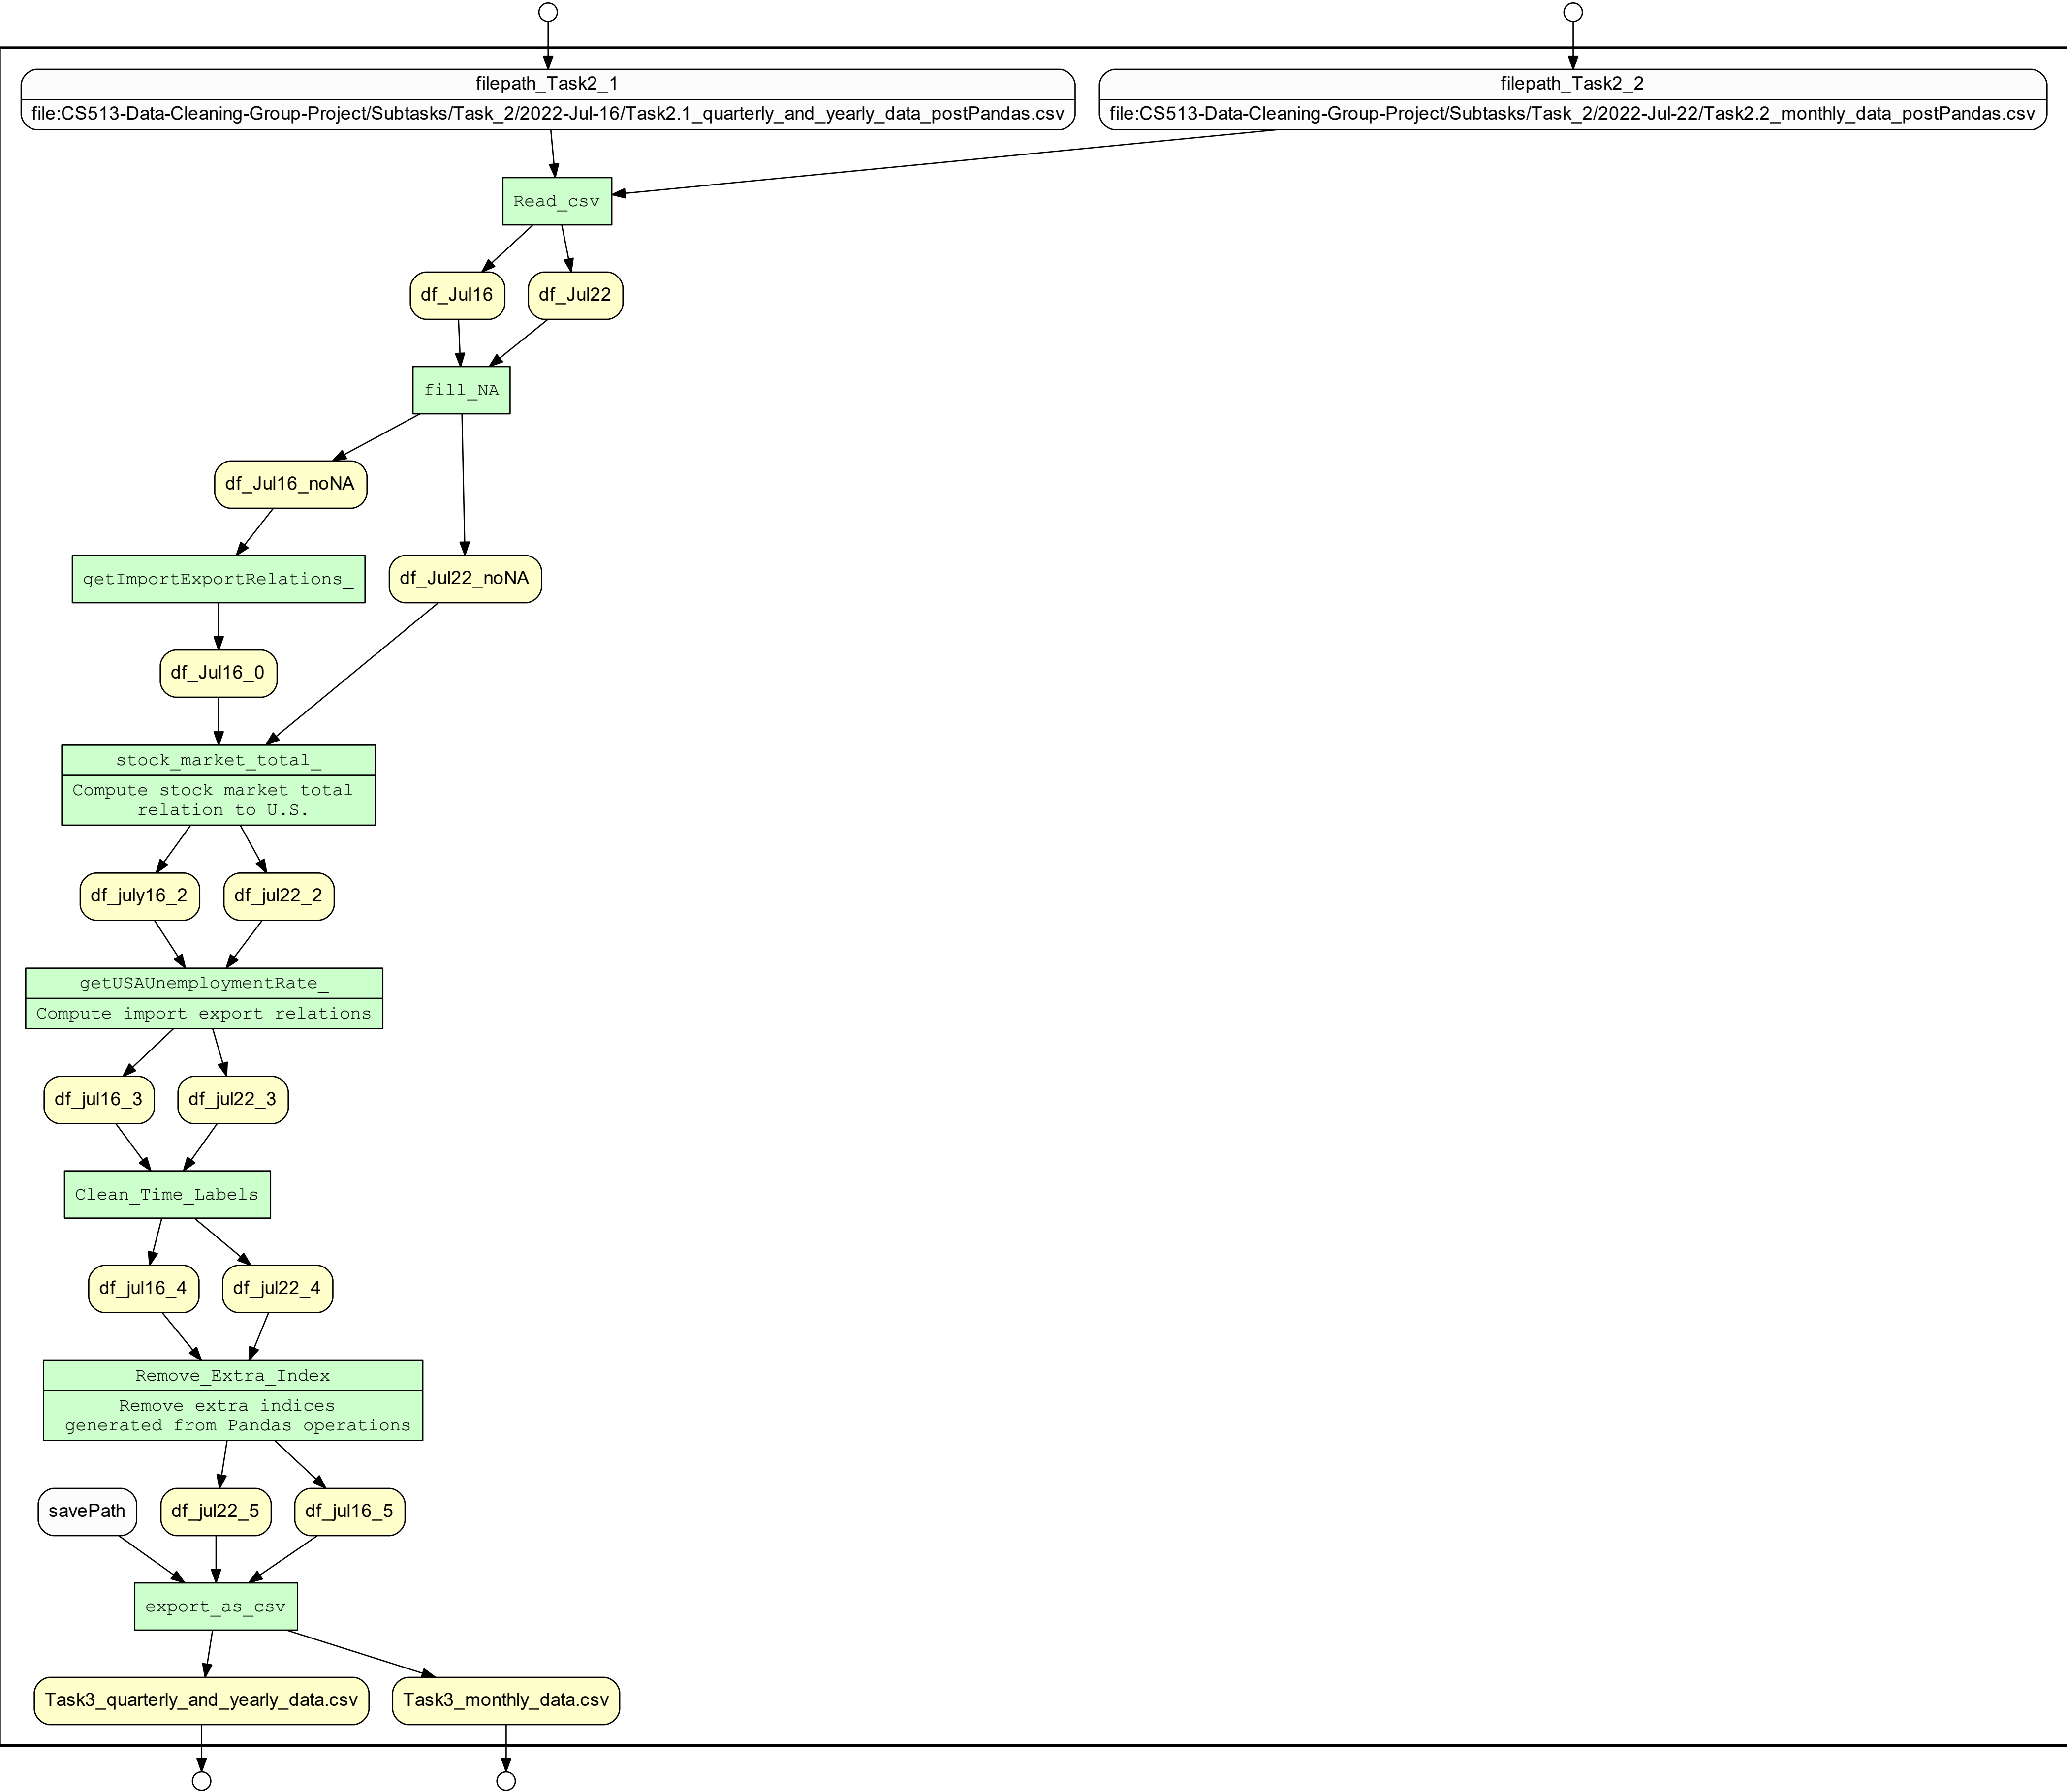 filepath_Task2_1
file:CS513-Data-Cleaning-Group-Project/Subtasks/Task_2/2022-Jul-16/Task2.1_quarterly_and_yearly_data_postPandas.csv
filepath_Task2_2
file:CS513-Data-Cleaning-Group-Project/Subtasks/Task_2/2022-Jul-22/Task2.2_monthly_data_postPandas.csv
Read_csv
df_Jul16
df_Jul22
fill_NA
df_Jul16_noNA
getImportExportRelations_
df_Jul22_noNA
df_Jul16_0
stock_market_total_
Compute stock market total
relation to U.S.
df_july16_2
df_jul22_2
getUSAUnemploymentRate_
Compute import export relations
df_jul16_3
df_jul22_3
Clean_Time_Labels
df_jul16_4
df_jul22_4
Remove_Extra_Index
Remove extra indices
generated from Pandas operations
savePath
df_jul22_5
df_jul16_5
export_as_csv
Task3_quarterly_and_yearly_data.csv
Task3_monthly_data.csv